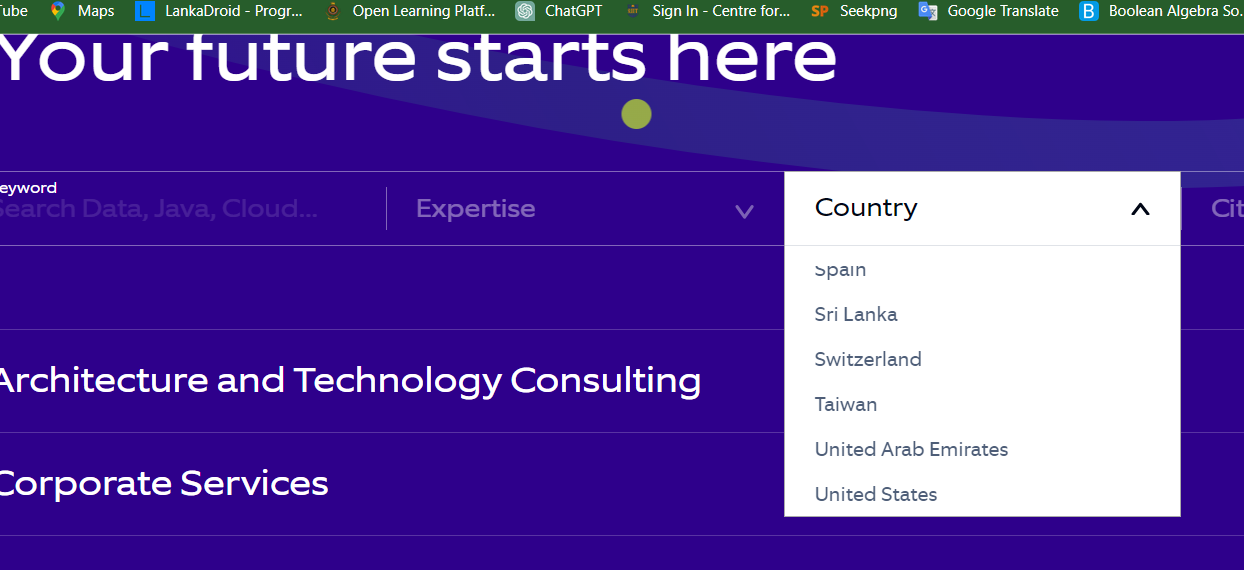 Tube Maps LankaDroid - Progr... Open Learning Platf... ChatGPT Sign In - Centre for... SP Seekpng Google Translate B Boolean Algebra So...
Your future starts here
eyword
Search Data, Java, Cloud... Expertise Country Cit
Spain
Sri Lanka
Switzerland
Architecture and Technology Consulting
Taiwan
United Arab Emirates
Corporate Services
United States